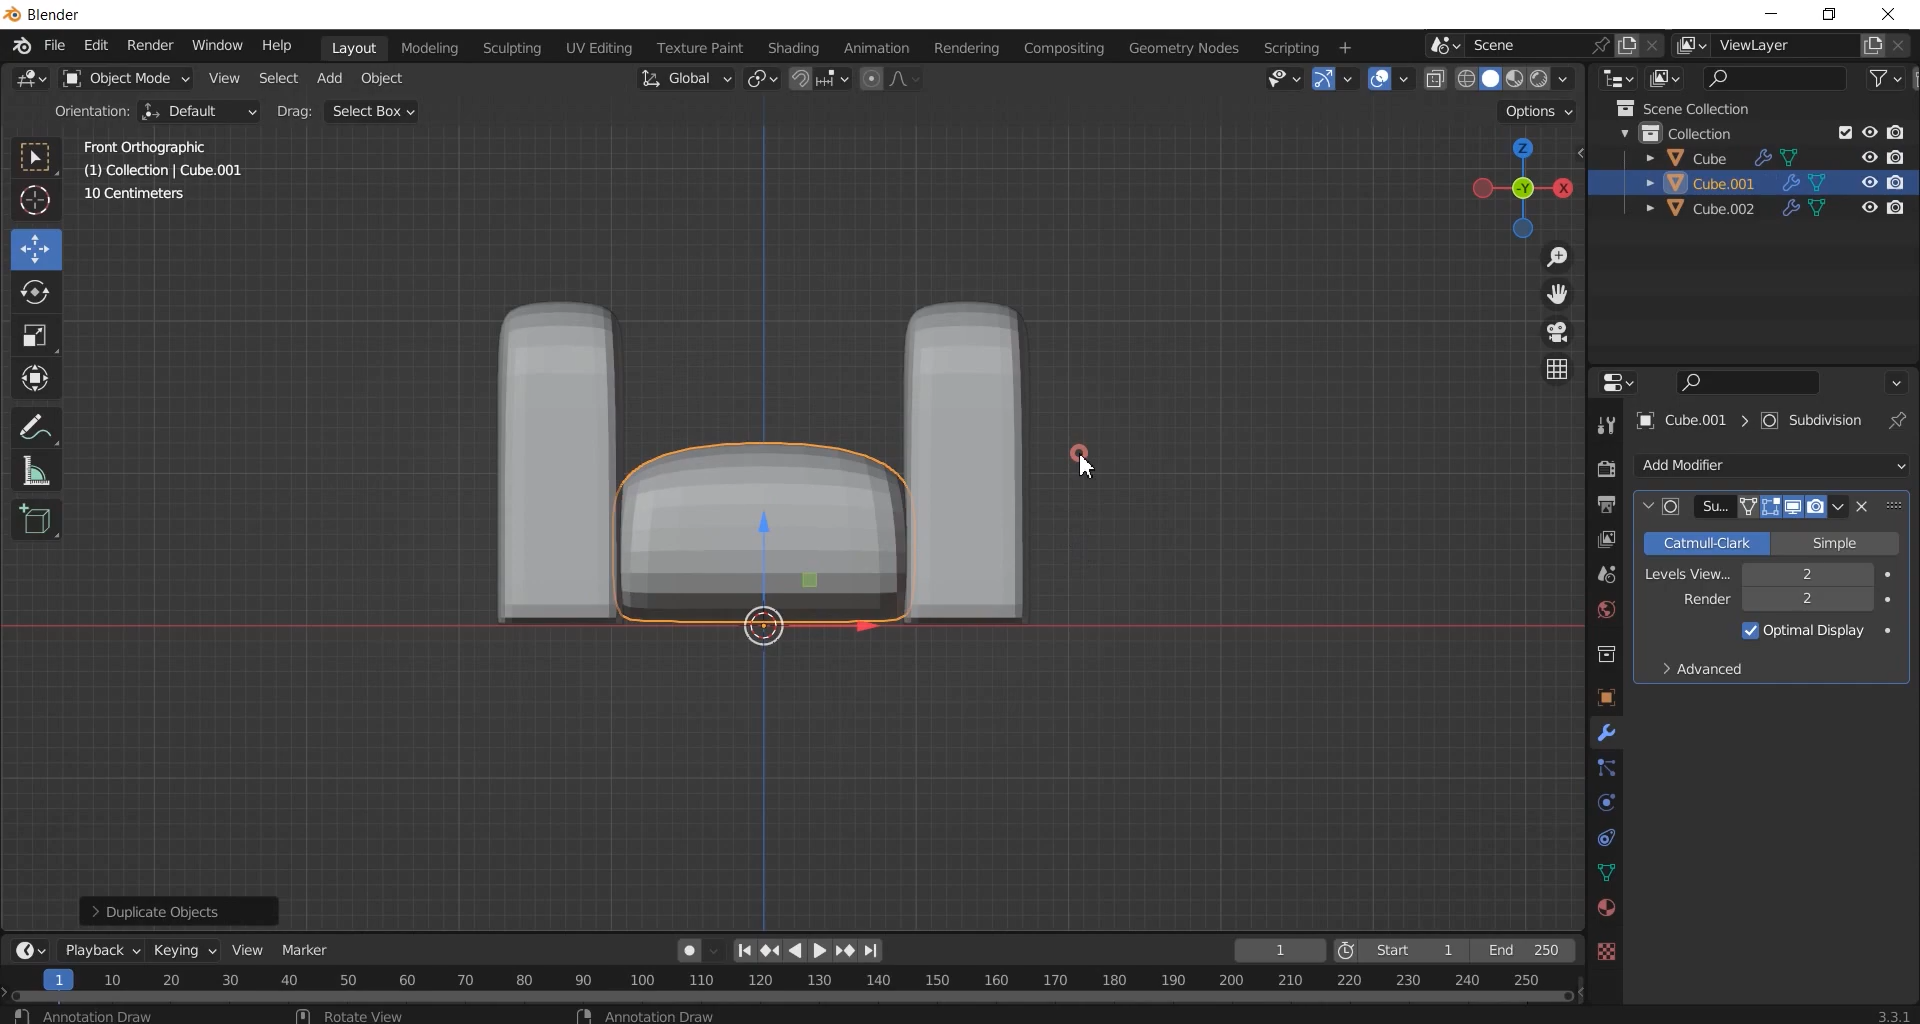 Blender
File Edit Render Window Help Layout Modeling Sculpting UV Editing Texture Paint Shading Animation Rendering Compositing Geometry Nodes Scripting + Scene ViewLayer
Object Mode View Select Add Object Global
Orientation: Default Drag: Select Box Options
Front Orthographic
(1) Collection | Cube.001
10 Centimeters
Z
-Y X
Scene Collection
Collection
Cube
Cube.001
Cube.002
Cube.001 > Subdivision
Add Modifier
Su...
Catmull-Clark Simple
Levels View... 2
Render 2
Optimal Display
> Advanced
> Duplicate Objects
Playback Keying View Marker 1 Start 1 End 250
1 10 20 30 40 50 60 70 80 90 100 110 120 130 140 150 160 170 180 190 200 210 220 230 240 250
Annotation Draw Rotate View Annotation Draw 3.3.1